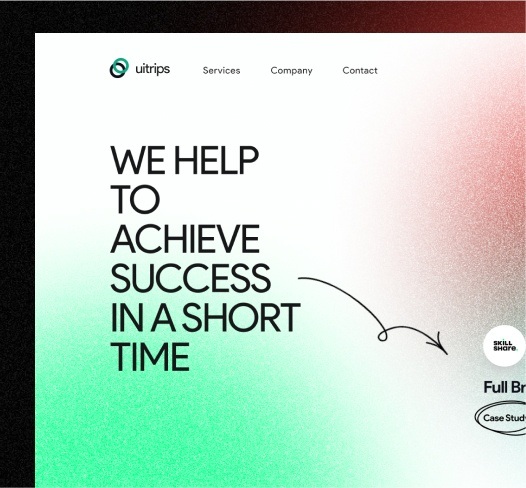 uitrips Services Company Contact
WE HELP
TO
ACHIEVE
SUCCESS
IN A SHORT
TIME
SKILL
SHARE.
Full Br
Case Stud